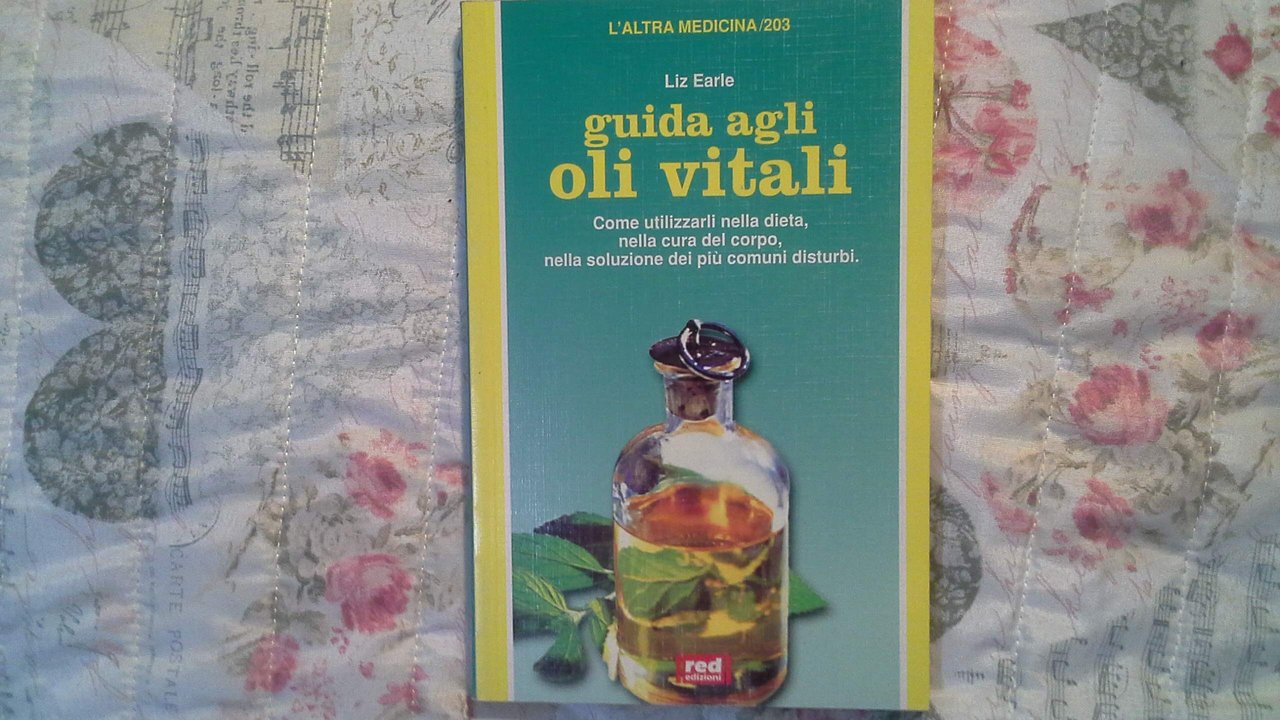 L'ALTRA MEDICINA/203
Liz Earle
guida agli
oli vitali
Come utilizzarli nella dieta,
nella cura del corpo,
nella soluzione dei più comuni disturbi.
red
edizioni